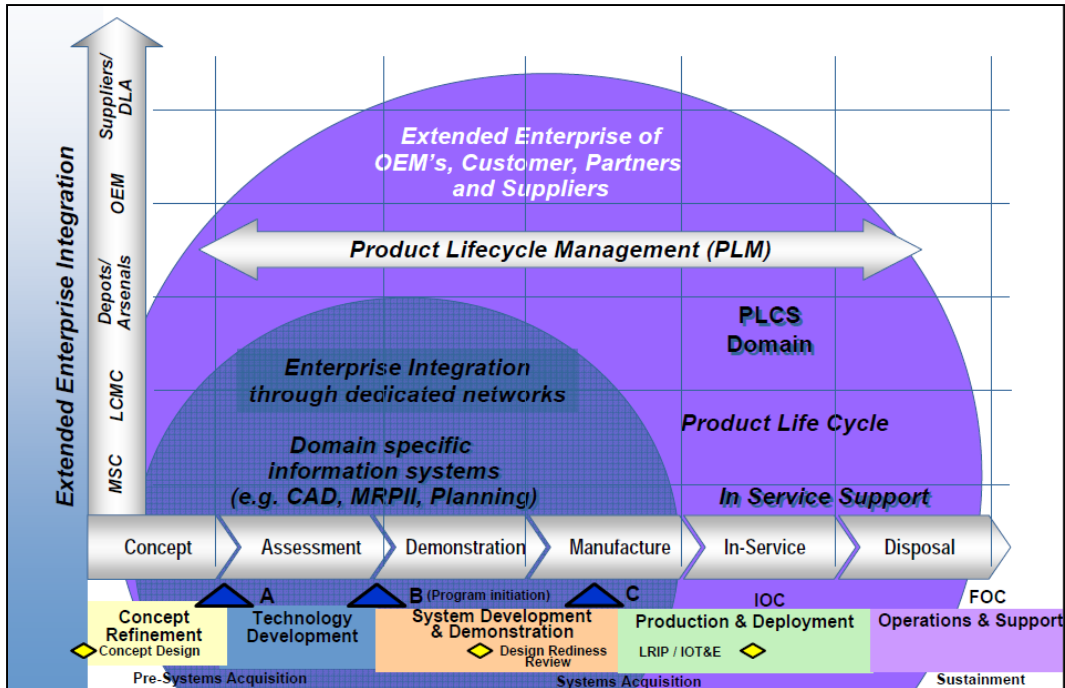 Extended Enterprise Integration
Suppliers/
DLA
OEM
Depots/
Arsenals
LCMC
MSC
Extended Enterprise of
OEM's, Customer, Partners
and Suppliers
Product Lifecycle Management (PLM)
PLCS
Domain
Enterprise Integration
through dedicated networks
Product Life Cycle
Domain specific
information systems
(e.g. CAD, MRPII, Planning)
In Service Support
Concept
Assessment
Demonstration
Manufacture
In-Service
Disposal
A
B (Program initiation)
C
IOC
FOC
Concept
Refinement
Concept Design
Technology
Development
System Development
& Demonstration
Design Rediness
Review
Production & Deployment
LRIP / IOT&E
Operations & Support
Pre-Systems Acquisition
Systems Acquisition
Sustainment